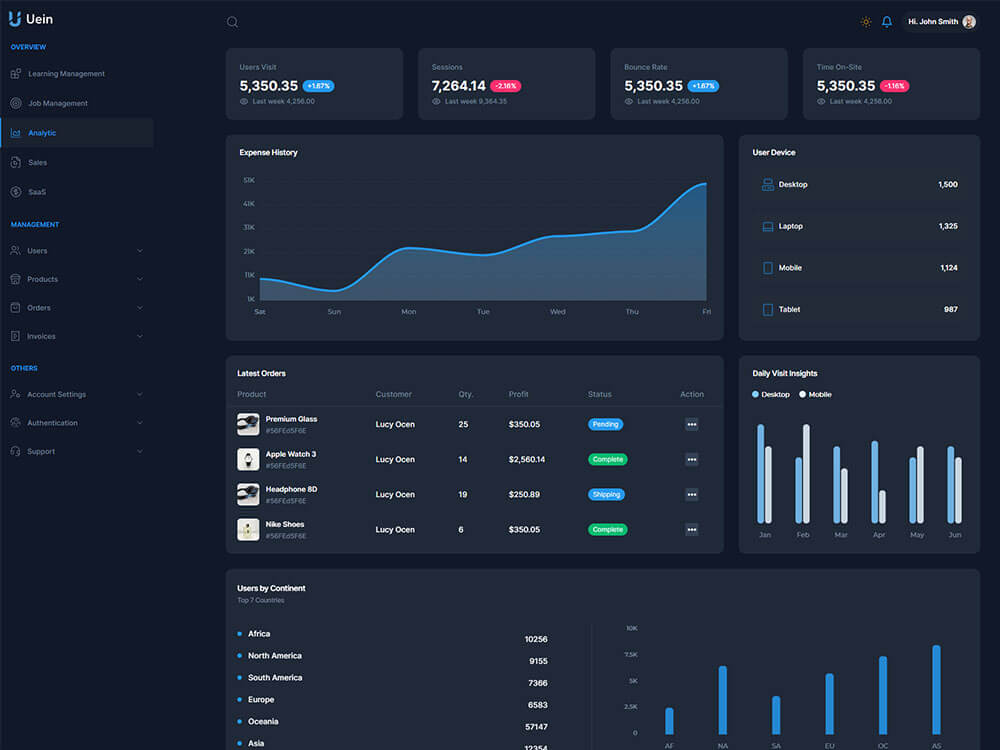 Uein
Hi, John Smith
OVERVIEW
Learning Management
Job Management
Analytic
Sales
SaaS
MANAGEMENT
Users
Products
Orders
Invoices
OTHERS
Account Settings
Authentication
Support
Users Visit
5,350.35 +1.67%
Last week 4,256.00
Sessions
7,264.14 -2.16%
Last week 9,364.35
Bounce Rate
5,350.35 +1.67%
Last week 4,256.00
Time On-Site
5,350.35 -1.16%
Last week 4,256.00
Expense History
51K
41K
31K
21K
11K
1K
Sat Sun Mon Tue Wed Thu Fri
User Device
Desktop 1,500
Laptop 1,325
Mobile 1,124
Tablet 987
Latest Orders
Product Customer Qty. Profit Status Action
Premium Glass
#56FEd5F6E
Lucy Ocen 25 $350.05 Pending
Apple Watch 3
#56FEd5F6E
Lucy Ocen 14 $2,560.14 Complete
Headphone 8D
#56FEd5F6E
Lucy Ocen 19 $250.89 Shipping
Nike Shoes
#56FEd5F6E
Lucy Ocen 6 $350.05 Complete
Daily Visit Insights
Desktop Mobile
Jan Feb Mar Apr May Jun
Users by Continent
Top 7 Countries
Africa 10256
North America 9155
South America 7366
Europe 6583
Oceania 57147
Asia 12354
10K
7.5K
5K
2.5K
0
AF NA SA EU OC AS